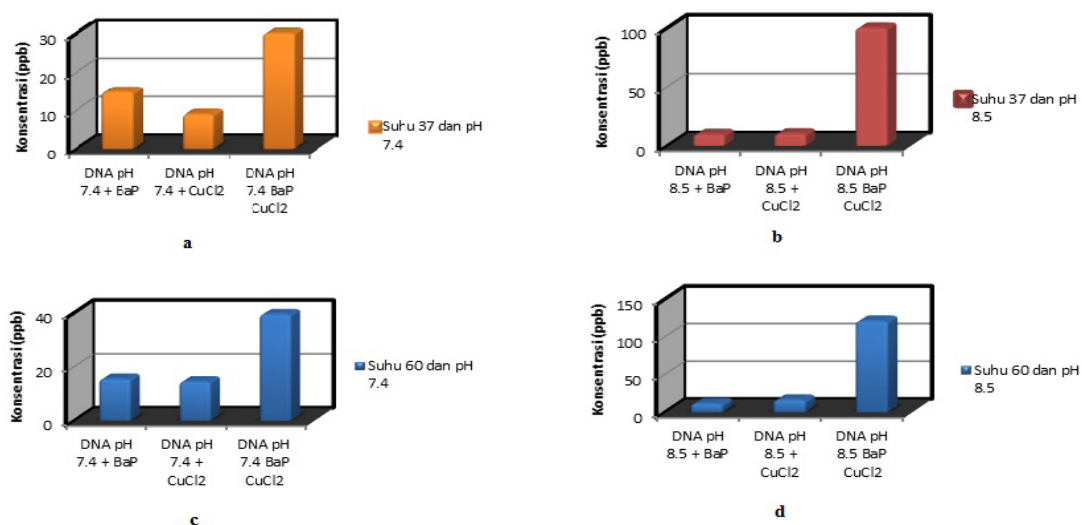 Konsentrasi (ppb)
30
20
10
0
DNA pH
7.4 + BaP
DNA pH
7.4 + CuCl2
DNA pH
7.4 BaP
CuCl2
Suhu 37 dan pH
7.4
a
Konsentrasi (ppb)
100
50
0
DNA pH
8.5 + BaP
DNA pH
8.5 +
CuCl2
DNA pH
8.5 BaP
CuCl2
Suhu 37 dan pH
8.5
b
Konsentrasi (ppb)
40
20
0
DNA pH
7.4 + BaP
DNA pH
7.4 +
CuCl2
DNA pH
7.4 BaP
CuCl2
Suhu 60 dan pH
7.4
c
Konsentrasi (ppb)
150
100
50
0
DNA pH
8.5 + BaP
DNA pH
8.5 +
CuCl2
DNA pH
8.5 BaP
CuCl2
Suhu 60 dan pH
8.5
d